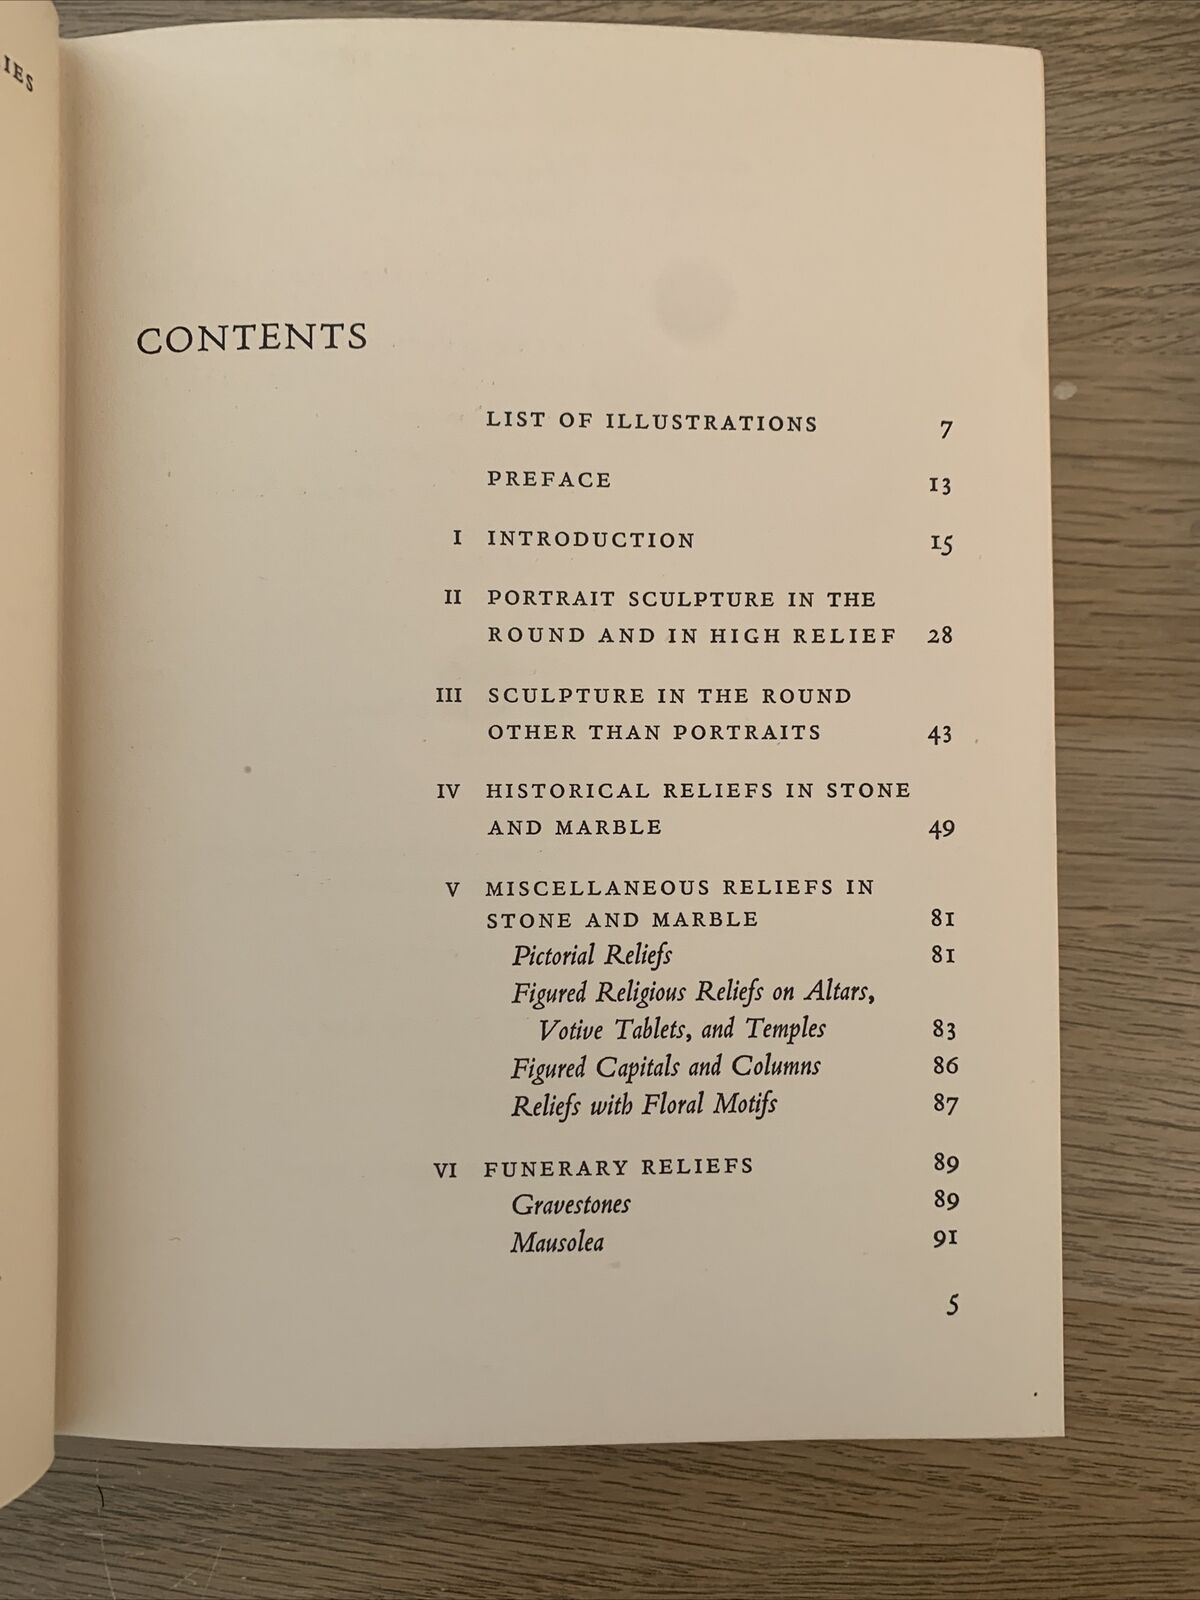 IES
CONTENTS
LIST OF ILLUSTRATIONS 7
PREFACE 13
I INTRODUCTION 15
II PORTRAIT SCULPTURE IN THE
ROUND AND IN HIGH RELIEF 28
III SCULPTURE IN THE ROUND
OTHER THAN PORTRAITS 43
IV HISTORICAL RELIEFS IN STONE
AND MARBLE 49
V MISCELLANEOUS RELIEFS IN
STONE AND MARBLE 81
Pictorial Reliefs 81
Figured Religious Reliefs on Altars,
Votive Tablets, and Temples 83
Figured Capitals and Columns 86
Reliefs with Floral Motifs 87
VI FUNERARY RELIEFS 89
Gravestones 89
Mausolea 91
5